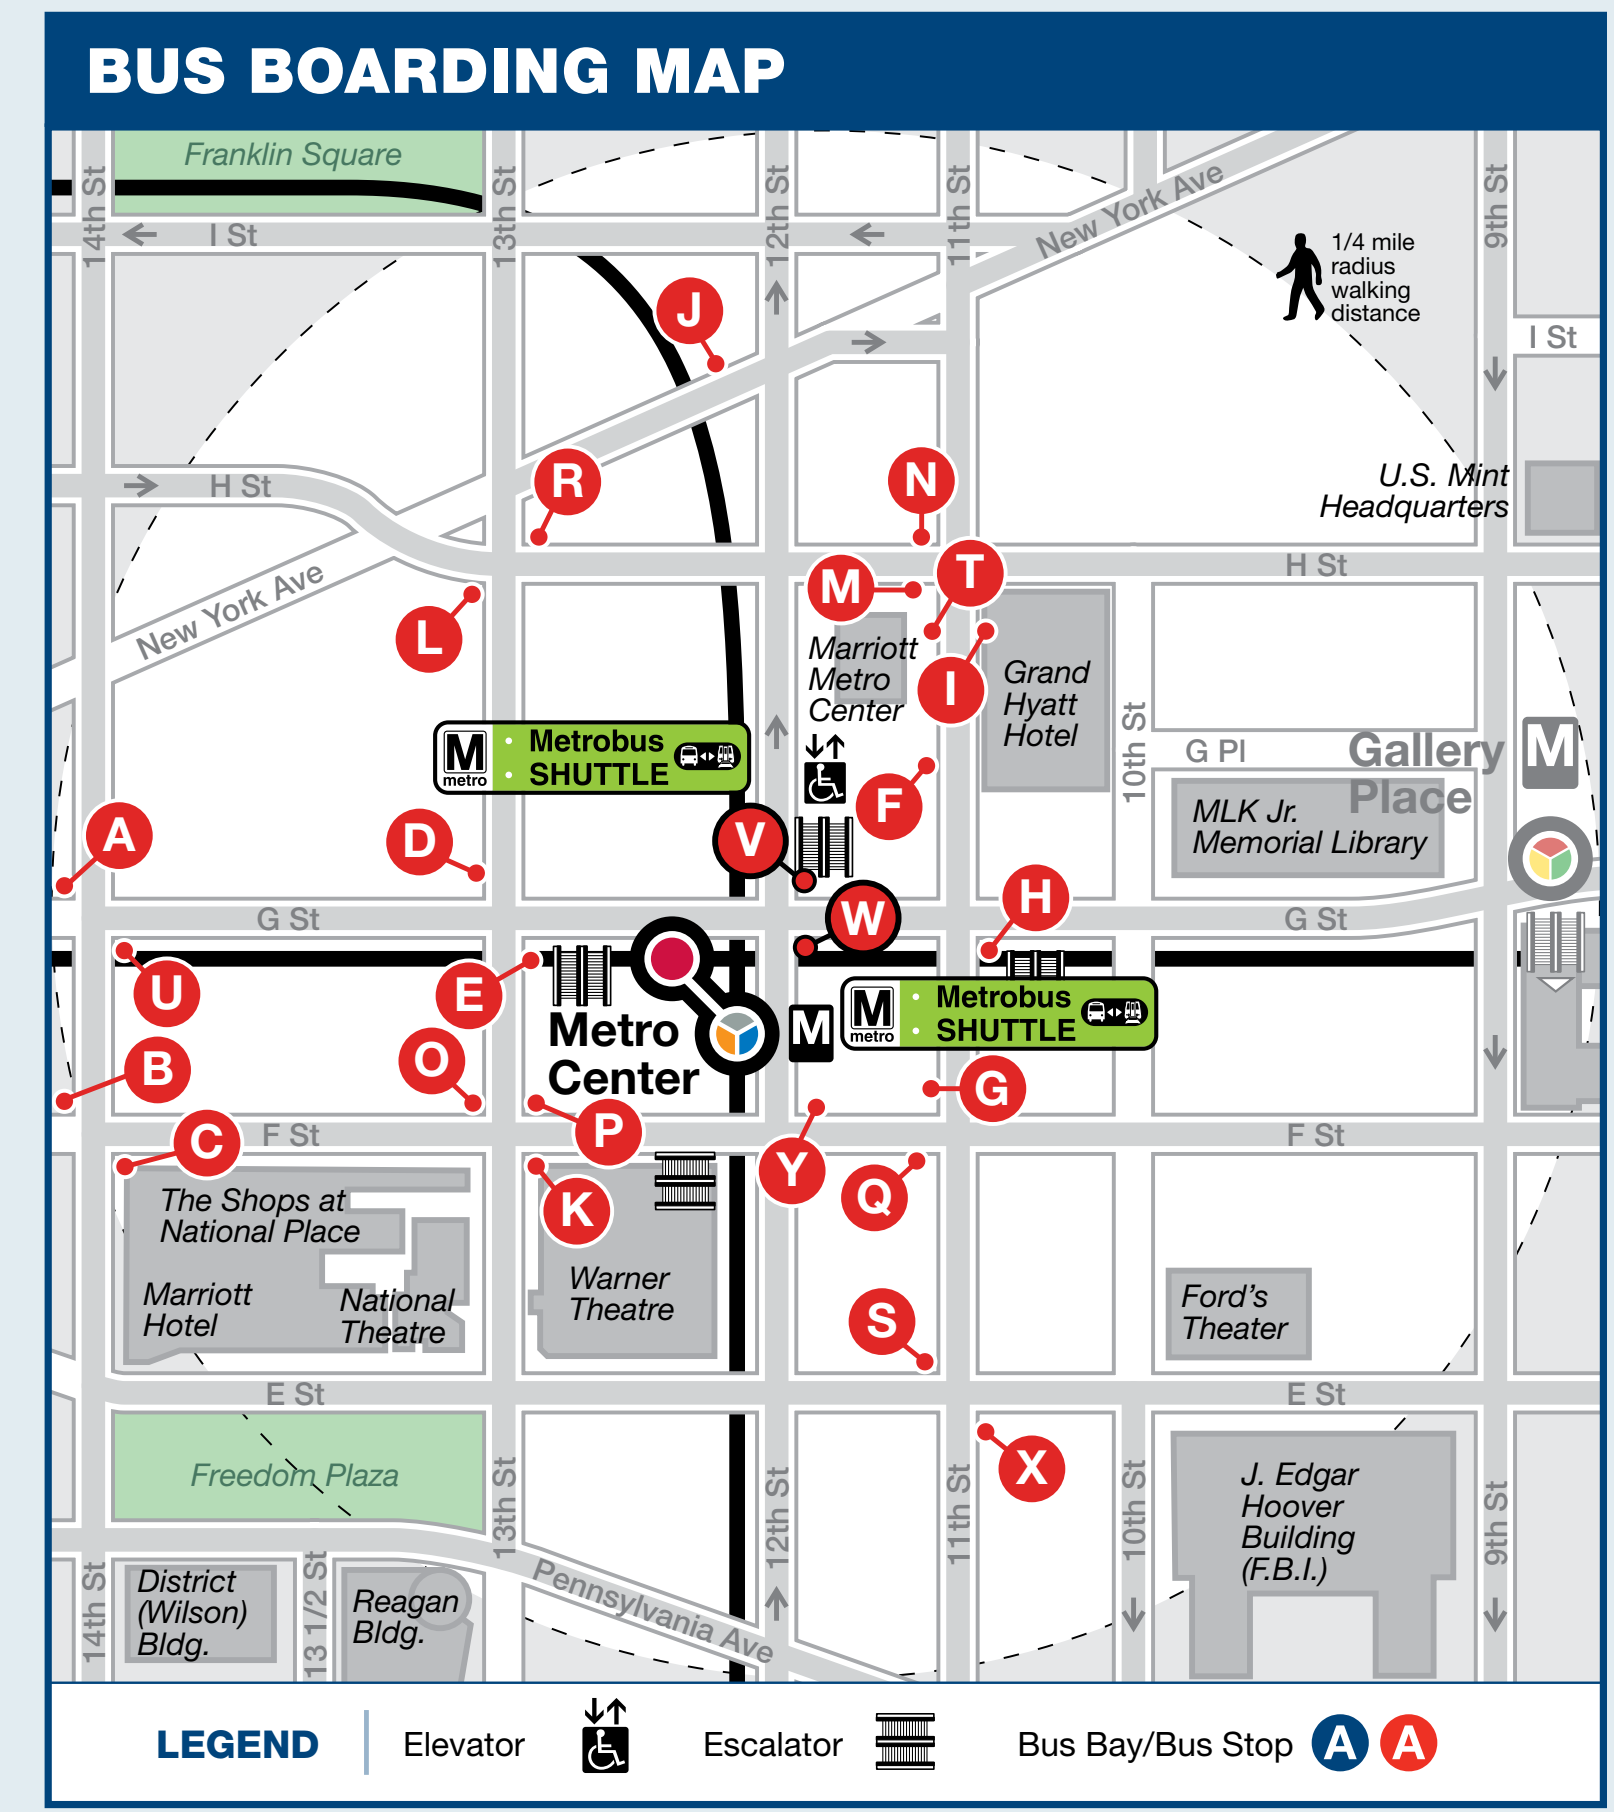 BUS BOARDING MAP
Franklin Square
14th St
13th St
12th St
11th St
9th St
I St
New York Ave
1/4 mile
radius
walking
distance
J
I St
R
N
U.S. Mint
Headquarters
H St
H St
T
M
New York Ave
L
Marriott
Metro
Center
I
Grand
Hyatt
Hotel
10th St
G Pl
Gallery
Place
M
M
metro
Metrobus
SHUTTLE
F
MLK Jr.
Memorial Library
A
D
V
H
W
G St
G St
U
E
Metro
Center
M
M
metro
Metrobus
SHUTTLE
B
O
G
P
C
F St
F St
Y
Q
K
The Shops at
National Place
Marriott
Hotel
National
Theatre
Warner
Theatre
S
Ford's
Theater
E St
E St
X
Freedom Plaza
13th St
12th St
11th St
10th St
9th St
J. Edgar
Hoover
Building
(F.B.I.)
14th St
District
(Wilson)
Bldg.
13 1/2 St
Reagan
Bldg.
Pennsylvania Ave
LEGEND
Elevator
Escalator
Bus Bay/Bus Stop
A
A